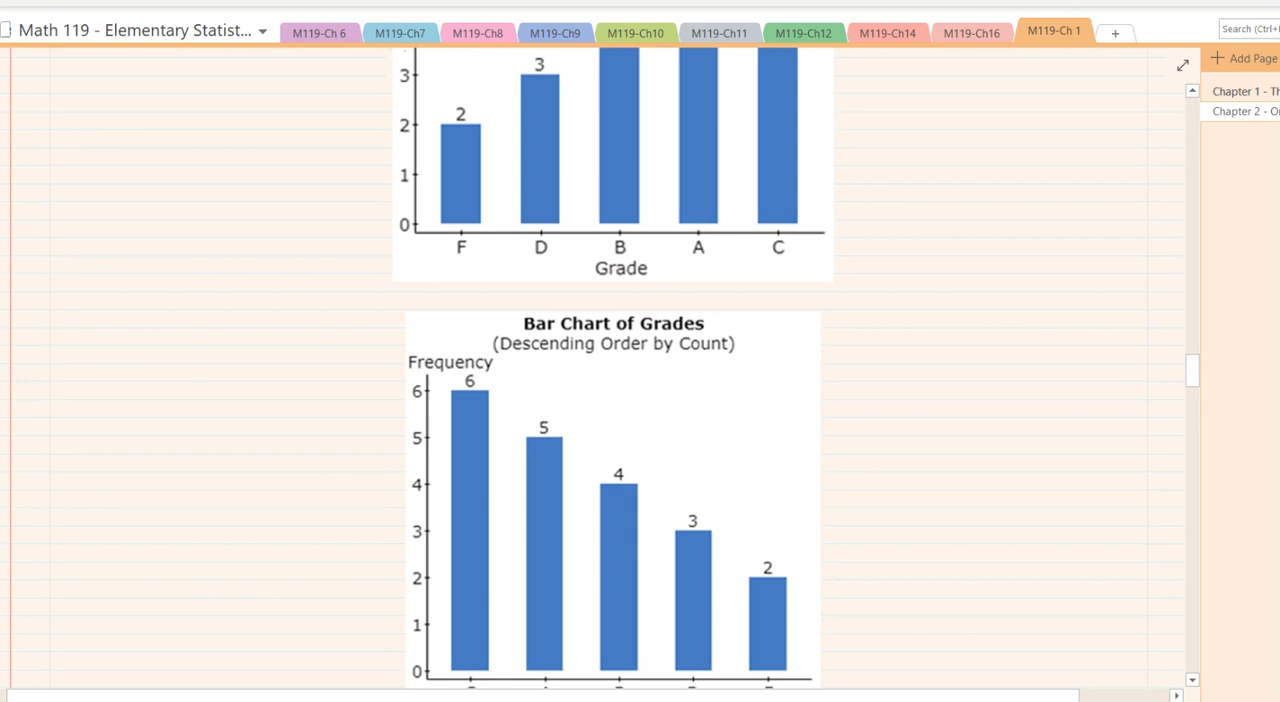 Math 119 - Elementary Statist...
M119-Ch 6
M119-Ch7
M119-Ch8
M119-Ch9
M119-Ch10
M119-Ch11
M119-Ch12
M119-Ch14
M119-Ch16
M119-Ch 1
+
Search (Ctrl+
+ Add Page
Chapter 1 - Th
Chapter 2 - O
3
3
2
2
1
0
F D B A C
Grade
Bar Chart of Grades
(Descending Order by Count)
Frequency
6
6
5
5
4
4
3
3
2
2
1
0